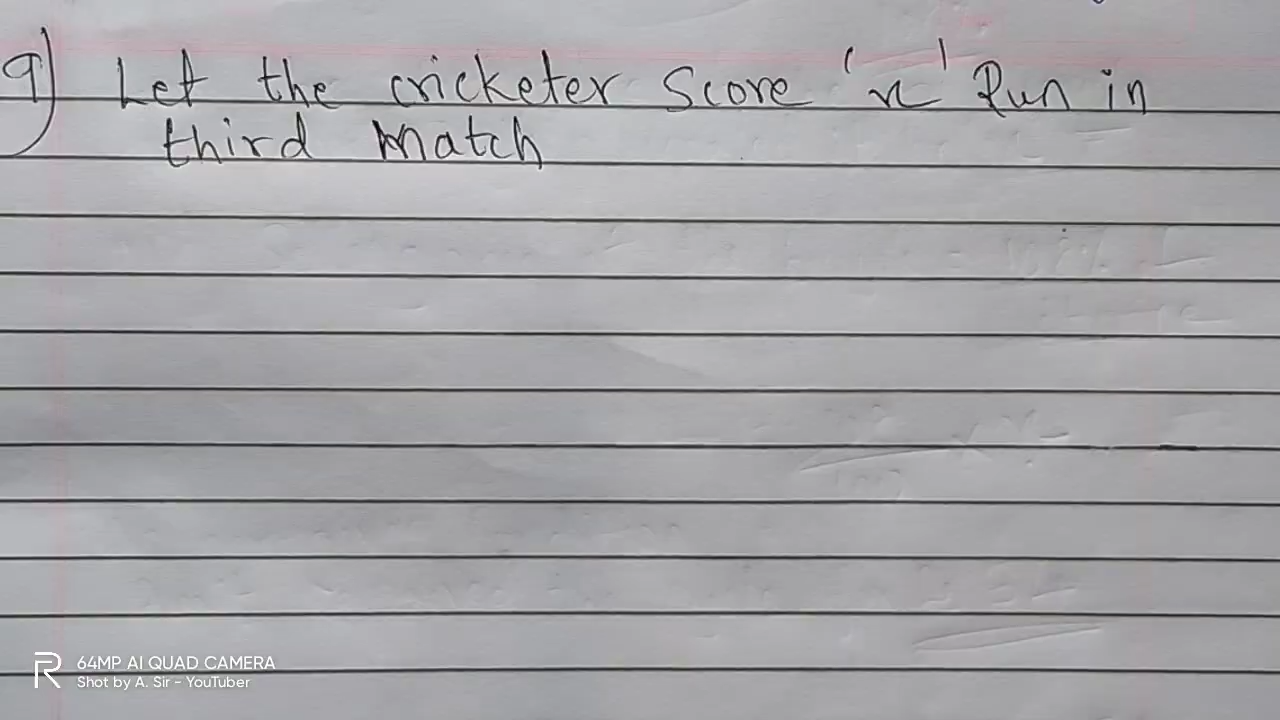 9) Let the cricketer Score 'x' Run in
third Match
64MP AI QUAD CAMERA
Shot by A. Sir - YouTuber